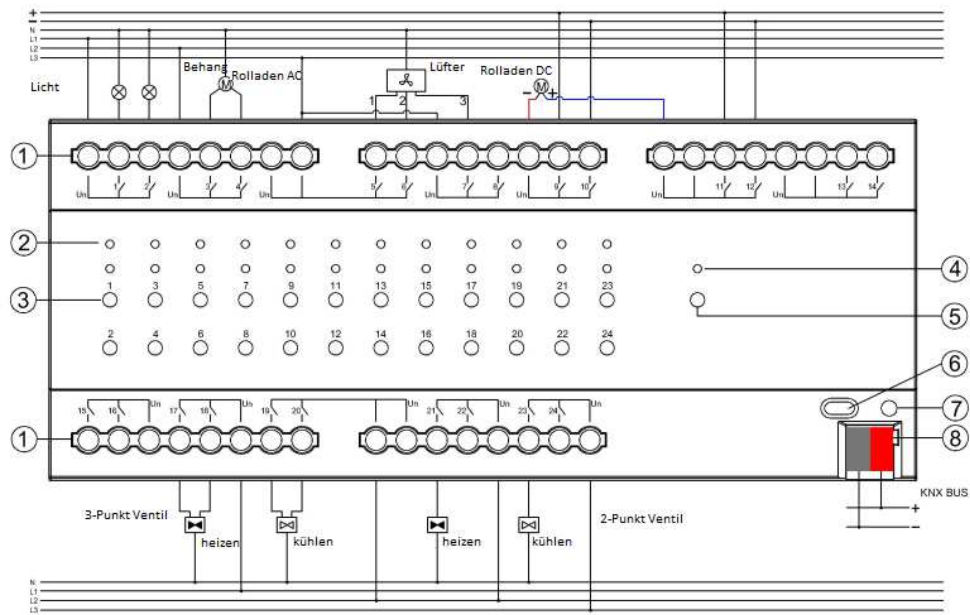 +
−
N
L1
L2
L3
Licht
Behang
Rolladen AC
Lüfter
Rolladen DC
M
M
1 2 3
− +
1
Un 1 2 Un 3 4 Un
5 6 Un 7 8 Un 9 10
Un 11 12 Un 13 14
2
4
1 3 5 7 9 11 13 15 17 19 21 23
3
5
2 4 6 8 10 12 14 16 18 20 22 24
6
15 16 Un 17 18 Un 19 20 Un 21 22 Un 23 24 Un
7
1
8
KNX BUS
+
−
3-Punkt Ventil
heizen
kühlen
heizen
kühlen
2-Punkt Ventil
N
L1
L2
L3